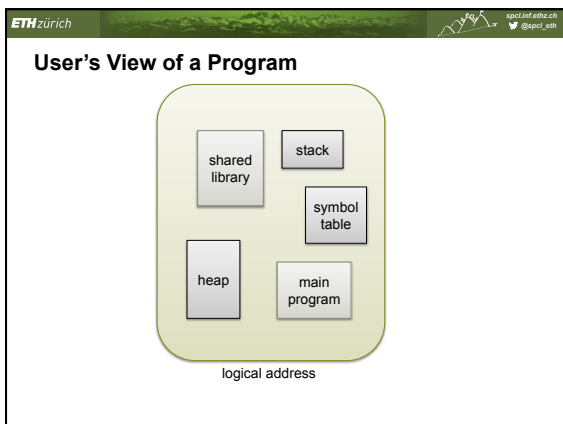 ETH zürich
spcl.inf.ethz.ch
@spcl_eth
User's View of a Program
shared
library
stack
symbol
table
heap
main
program
logical address